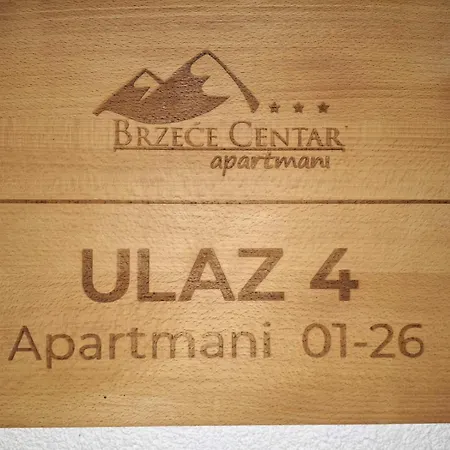 BRZEĆE CENTAR
apartmani
ULAZ 4
Apartmani 01-26